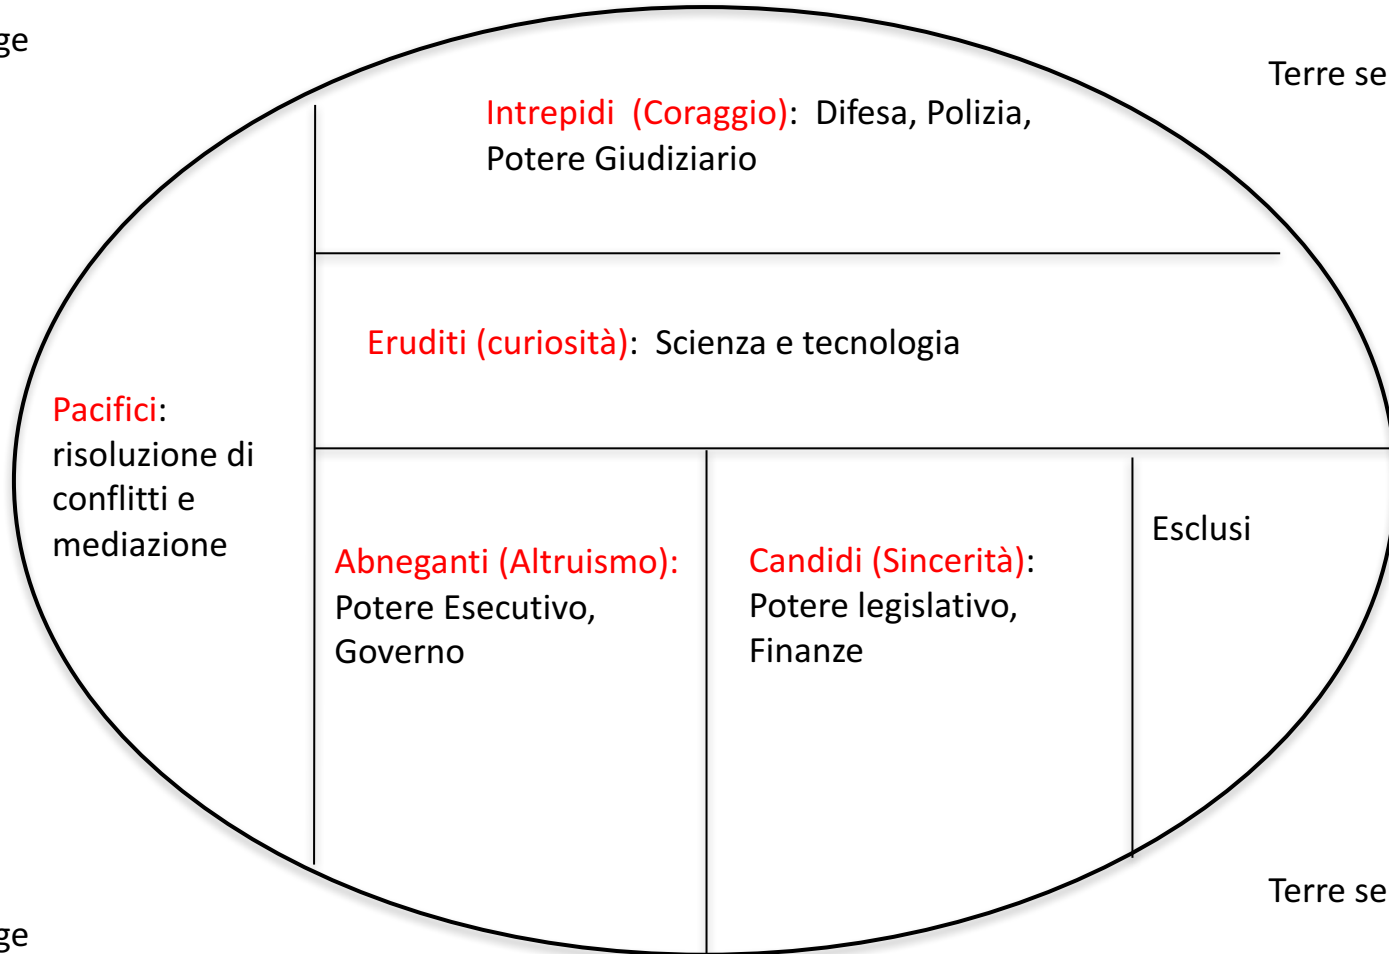 Terre se
Intrepidi (Coraggio): Difesa, Polizia,
Potere Giudiziario
Eruditi (curiosità): Scienza e tecnologia
Pacifici:
risoluzione di
conflitti e
mediazione
Abneganti (Altruismo):
Potere Esecutivo,
Governo
Candidi (Sincerità):
Potere legislativo,
Finanze
Esclusi
Terre se
ge